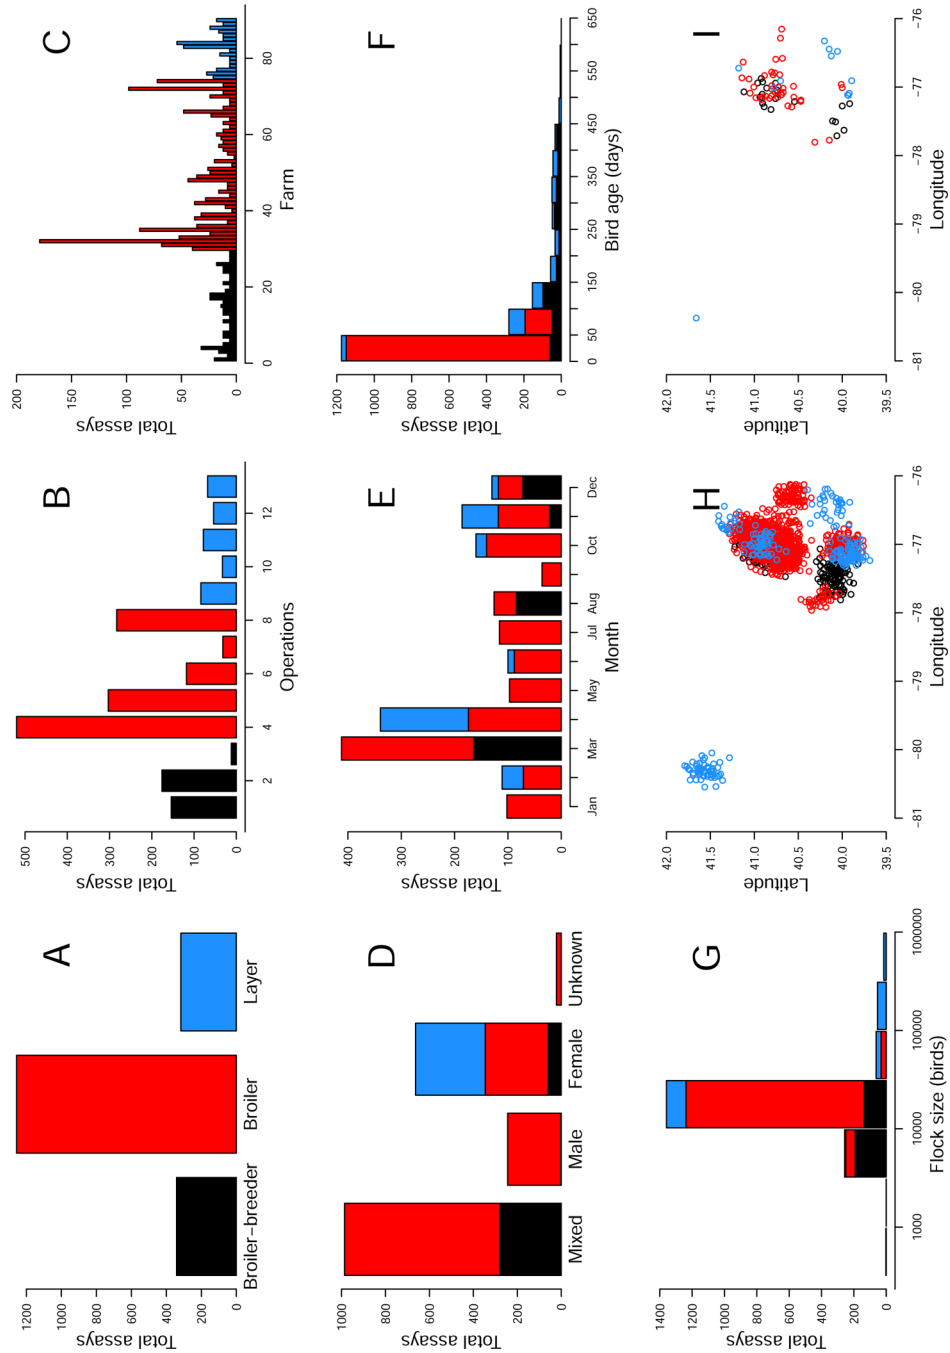 A
Total assays
0
200
400
600
800
1000
1200
Broiler−breeder
Broiler
Layer
B
Total assays
0
100
200
300
400
500
2
4
6
8
10
12
Operations
C
Total assays
0
50
100
150
200
0
20
40
60
80
Farm
D
Total assays
0
200
400
600
800
1000
Mixed
Male
Female
Unknown
E
Total assays
0
100
200
300
400
Jan
Mar
May
Jul
Aug
Oct
Dec
Month
F
Total assays
0
200
400
600
800
1000
1200
0
50
150
250
350
450
550
650
Bird age (days)
G
Total assays
0
200
400
600
800
1000
1200
1400
1000
10000
100000
1000000
Flock size (birds)
H
Latitude
39.5
40.0
40.5
41.0
41.5
42.0
−81
−80
−79
−78
−77
−76
Longitude
I
Latitude
39.5
40.0
40.5
41.0
41.5
42.0
−81
−80
−79
−78
−77
−76
Longitude